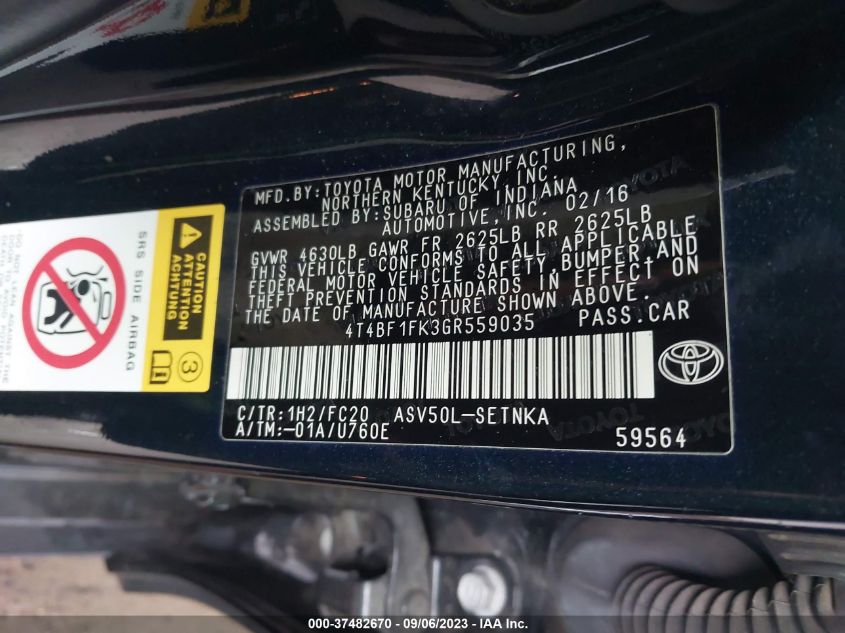 MFD.BY:TOYOTA MOTOR MANUFACTURING,
NORTHERN KENTUCKY, INC.
ASSEMBLED BY:SUBARU OF INDIANA
AUTOMOTIVE,INC. 02/16
GVWR 4630LB GAWR FR 2625LB RR 2625LB
THIS VEHICLE CONFORMS TO ALL APPLICABLE
FEDERAL MOTOR VEHICLE SAFETY,BUMPER,AND
THEFT PREVENTION STANDARDS IN EFFECT ON
THE DATE OF MANUFACTURE SHOWN ABOVE.
4T4BF1FK3GR559035 PASS.CAR
C/TR:1H2/FC20 ASV50L-SETNKA
A/TM:-01A/U760E
59564
SRS SIDE AIRBAG
CAUTION
ATTENTION
ACHTUNG
3
000-37482670 - 09/06/2023 - IAAI.COM